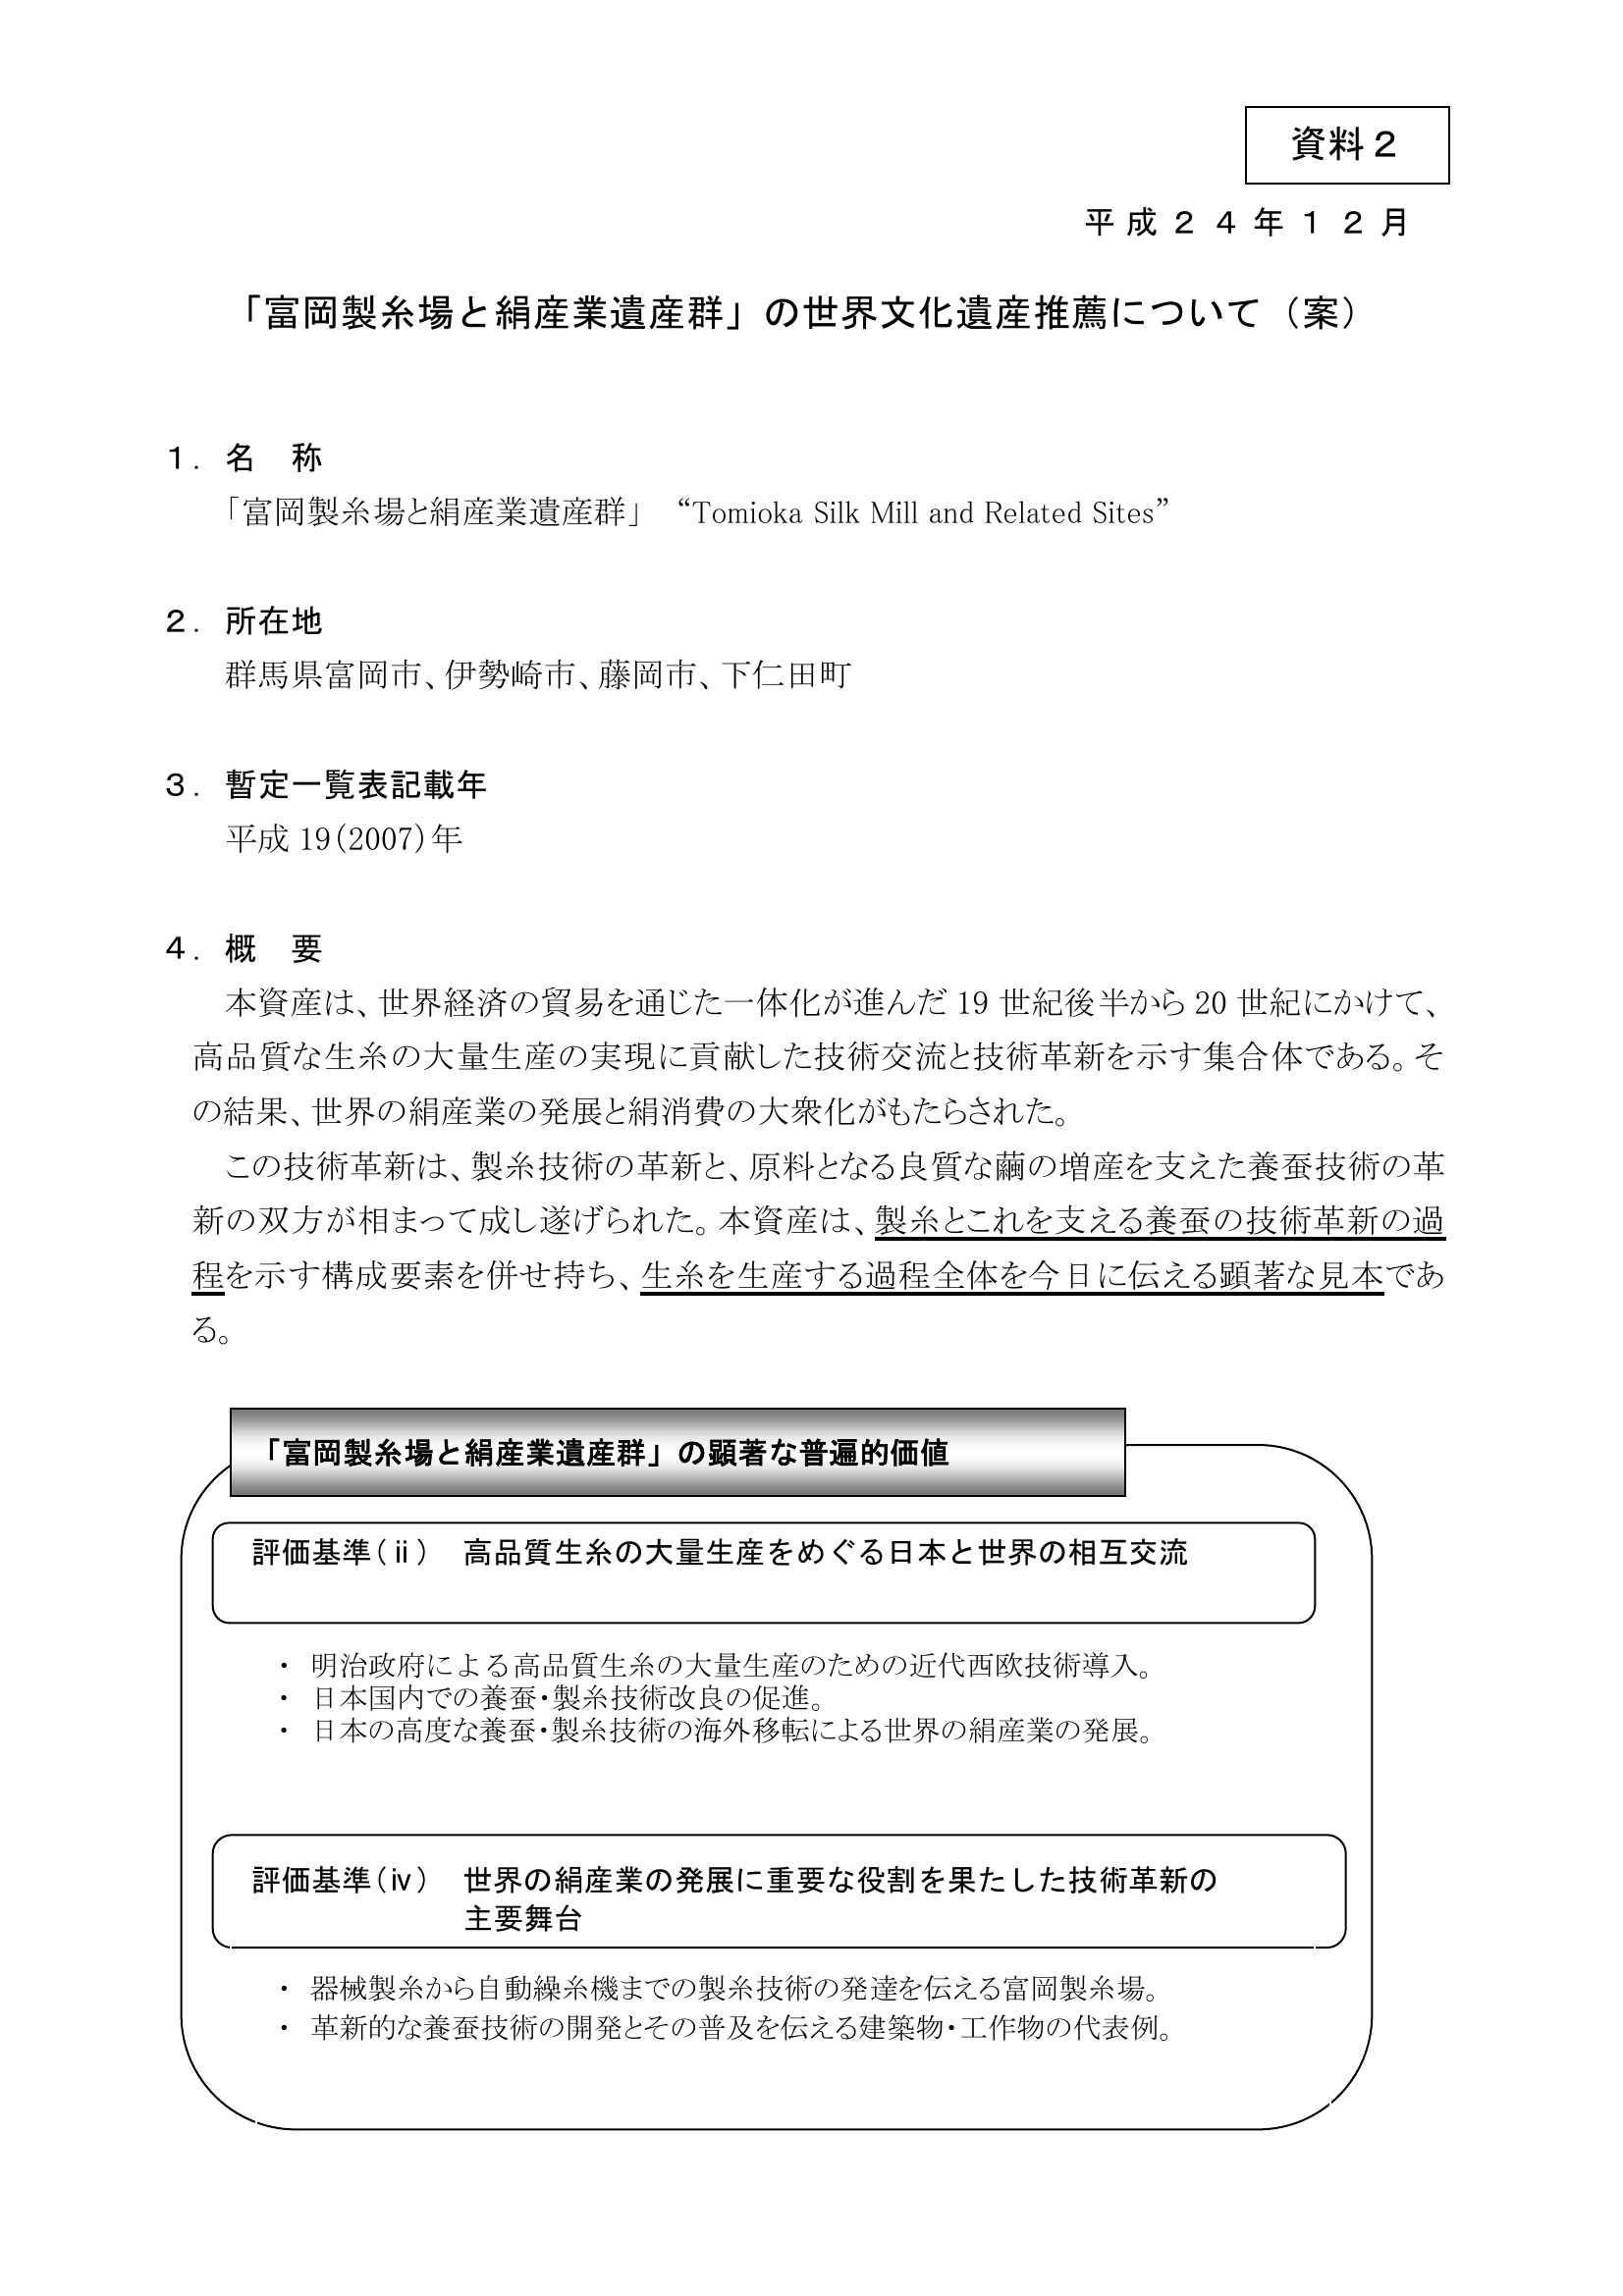 資料２
平成２４年１２月
「富岡製糸場と絹産業遺産群」の世界文化遺産推薦について（案）
１．名　称
「富岡製糸場と絹産業遺産群」　“Tomioka Silk Mill and Related Sites”
２．所在地
群馬県富岡市、伊勢崎市、藤岡市、下仁田町
３．暫定一覧表記載年
平成 19（2007）年
４．概　要
本資産は、世界経済の貿易を通じた一体化が進んだ 19 世紀後半から 20 世紀にかけて、
高品質な生糸の大量生産の実現に貢献した技術交流と技術革新を示す集合体である。そ
の結果、世界の絹産業の発展と絹消費の大衆化がもたらされた。
この技術革新は、製糸技術の革新と、原料となる良質な繭の増産を支えた養蚕技術の革
新の双方が相まって成し遂げられた。本資産は、製糸とこれを支える養蚕の技術革新の過
程を示す構成要素を併せ持ち、生糸を生産する過程全体を今日に伝える顕著な見本であ
る。
「富岡製糸場と絹産業遺産群」の顕著な普遍的価値
評価基準（ⅱ）　高品質生糸の大量生産をめぐる日本と世界の相互交流
・ 明治政府による高品質生糸の大量生産のための近代西欧技術導入。
・ 日本国内での養蚕・製糸技術改良の促進。
・ 日本の高度な養蚕・製糸技術の海外移転による世界の絹産業の発展。
評価基準（ⅳ）　世界の絹産業の発展に重要な役割を果たした技術革新の
主要舞台
・ 器械製糸から自動繰糸機までの製糸技術の発達を伝える富岡製糸場。
・ 革新的な養蚕技術の開発とその普及を伝える建築物・工作物の代表例。